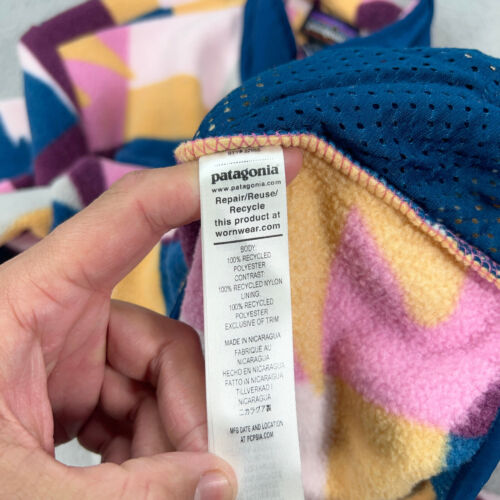 patagonia
www.patagonia.com
Repair/Reuse/
Recycle
this product at
wornwear.com
BODY:
100% RECYCLED
POLYESTER
CONTRAST:
100% RECYCLED NYLON
LINING:
100% RECYCLED
POLYESTER
EXCLUSIVE OF TRIM
MADE IN NICARAGUA
FABRIQUÉ AU
NICARAGUA
HECHO EN NICARAGUA
FATTO IN NICARAGUA
TILLVERKAD I
NICARAGUA
ニカラグア製
MFG DATE AND LOCATION
AT PCPSIA.COM